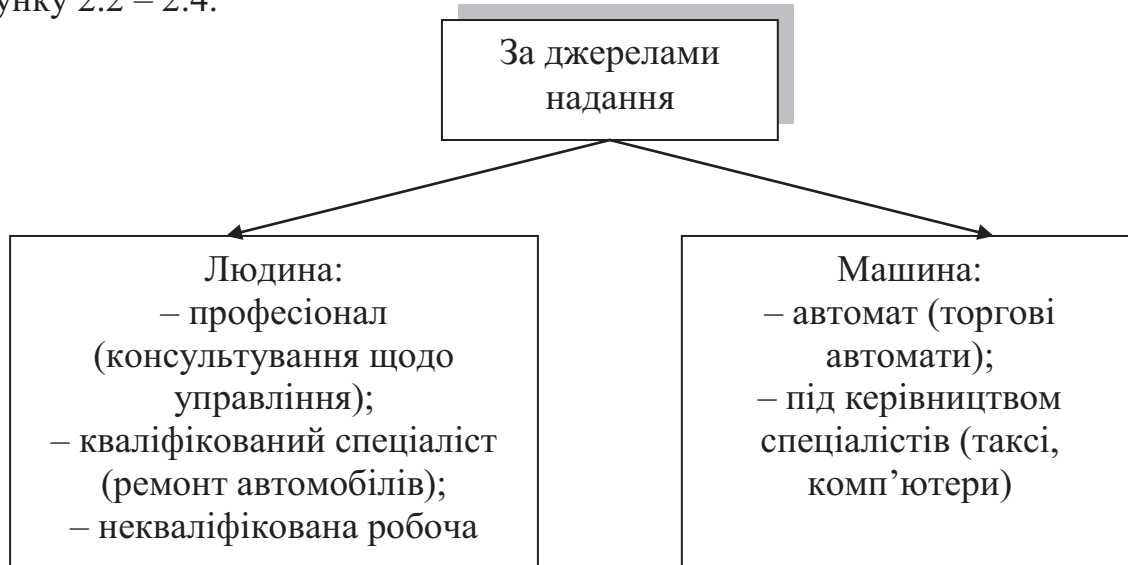 унку 2.2 – 2.4.
За джерелами
надання
Людина:
– професіонал
(консультування щодо
управління);
– кваліфікований спеціаліст
(ремонт автомобілів);
– некваліфікована робоча
Машина:
– автомат (торгові
автомати);
– під керівництвом
спеціалістів (таксі,
комп’ютери)